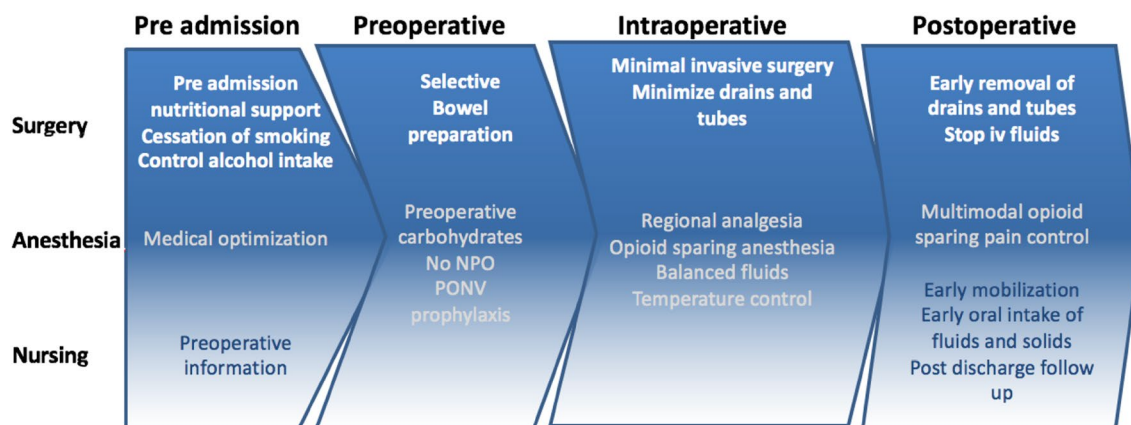 Pre admission
Preoperative
Intraoperative
Postoperative
Surgery
Pre admission
nutritional support
Cessation of smoking
Control alcohol intake
Selective
Bowel
preparation
Minimal invasive surgery
Minimize drains and
tubes
Early removal of
drains and tubes
Stop iv fluids
Anesthesia
Medical optimization
Preoperative
carbohydrates
No NPO
PONV
prophylaxis
Regional analgesia
Opioid sparing anesthesia
Balanced fluids
Temperature control
Multimodal opioid
sparing pain control
Nursing
Preoperative
information
Early mobilization
Early oral intake of
fluids and solids
Post discharge follow
up